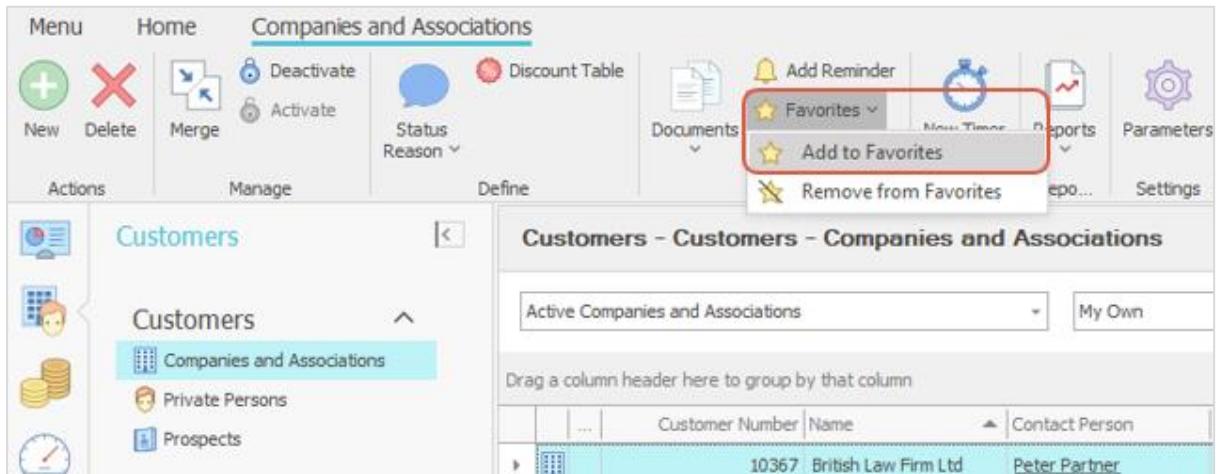 Menu Home Companies and Associations
New Delete Merge Deactivate Activate Status Reason Discount Table Documents Add Reminder Favorites New Timer Reports Parameters
Add to Favorites
Remove from Favorites
Actions Manage Define Settings
Customers
Customers - Customers - Companies and Associations
Customers
Companies and Associations
Private Persons
Prospects
Active Companies and Associations My Own
Drag a column header here to group by that column
... Customer Number Name Contact Person
10367 British Law Firm Ltd Peter Partner